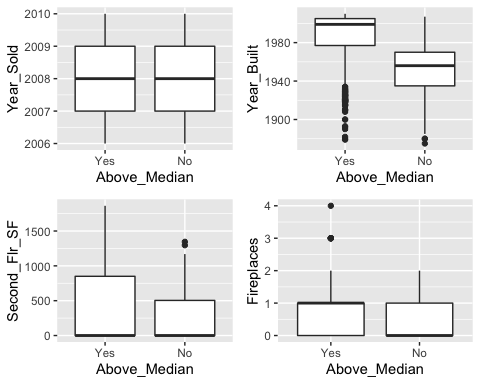 Year_Sold
2010
2009
2008
2007
2006
Yes
No
Above_Median
Year_Built
1980
1940
1900
Yes
No
Above_Median
Second_Flr_SF
1500
1000
500
0
Yes
No
Above_Median
Fireplaces
4
3
2
1
0
Yes
No
Above_Median